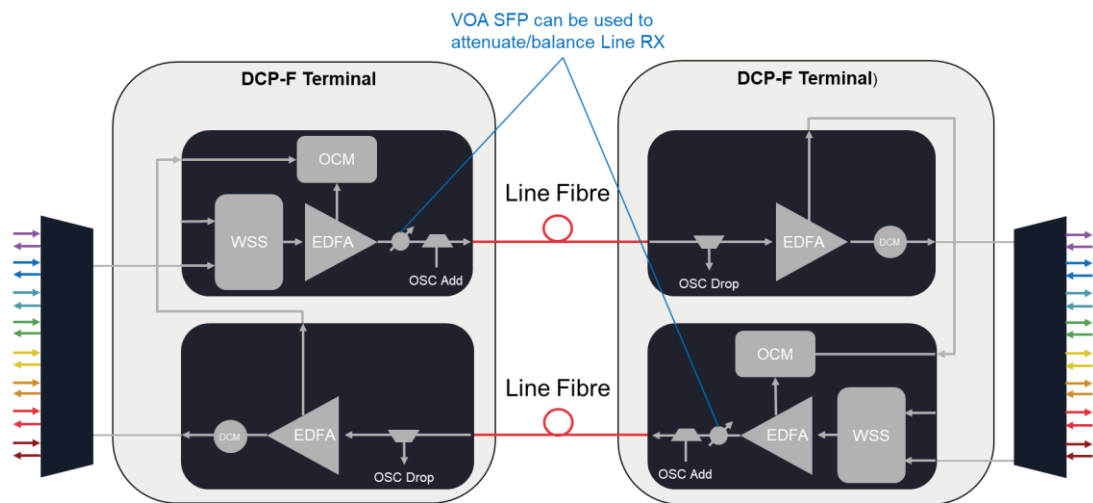 VOA SFP can be used to
attenuate/balance Line RX
DCP-F Terminal
DCP-F Terminal)
OCM
WSS
EDFA
OSC Add
Line Fibre
EDFA
DCM
OSC Drop
DCM
EDFA
OSC Drop
Line Fibre
OCM
EDFA
WSS
OSC Add